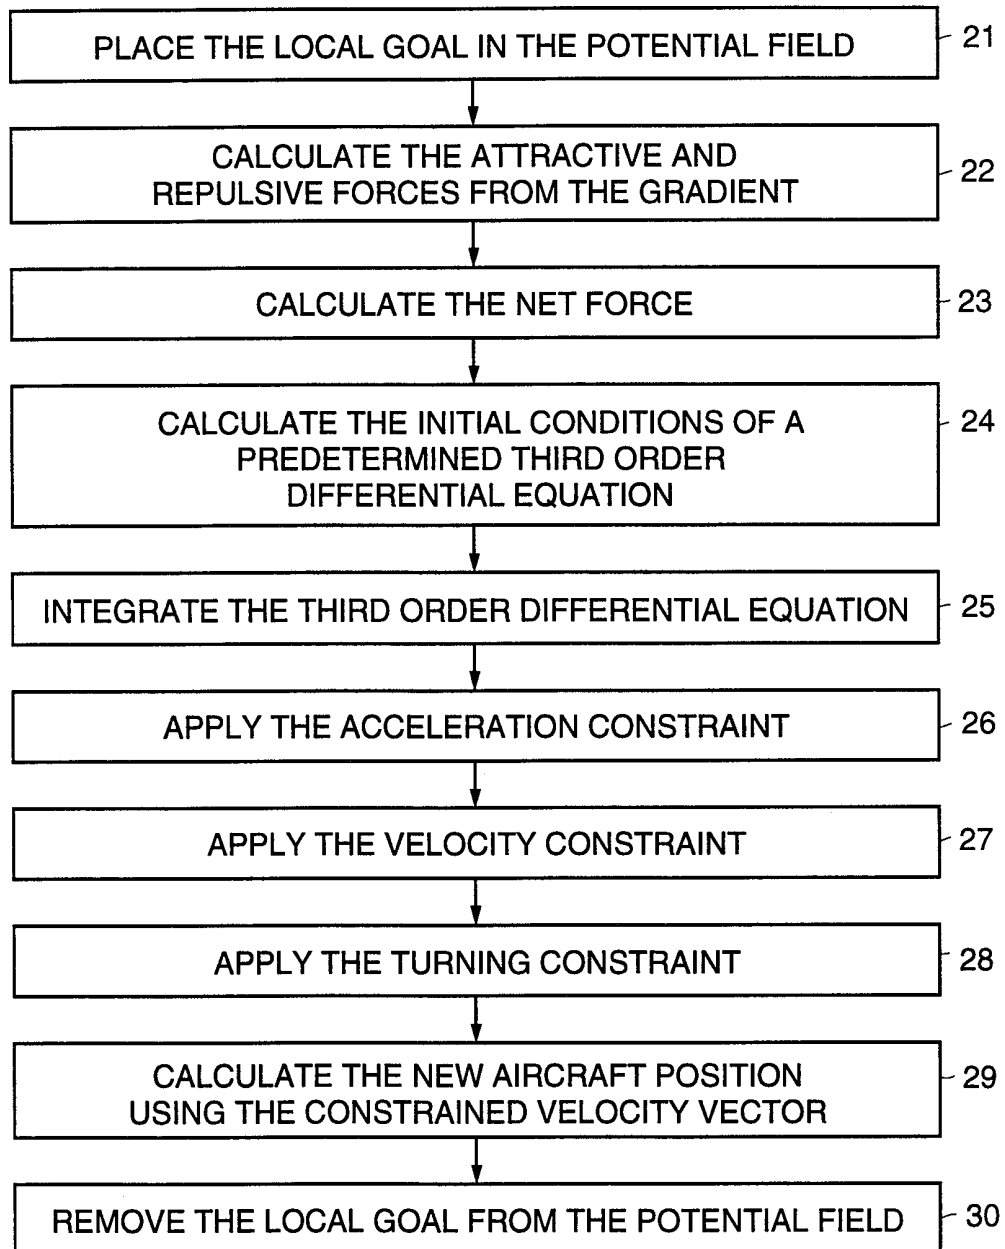 PLACE THE LOCAL GOAL IN THE POTENTIAL FIELD
21
CALCULATE THE ATTRACTIVE AND
REPULSIVE FORCES FROM THE GRADIENT
22
CALCULATE THE NET FORCE
23
CALCULATE THE INITIAL CONDITIONS OF A
PREDETERMINED THIRD ORDER
DIFFERENTIAL EQUATION
24
INTEGRATE THE THIRD ORDER DIFFERENTIAL EQUATION
25
APPLY THE ACCELERATION CONSTRAINT
26
APPLY THE VELOCITY CONSTRAINT
27
APPLY THE TURNING CONSTRAINT
28
CALCULATE THE NEW AIRCRAFT POSITION
USING THE CONSTRAINED VELOCITY VECTOR
29
REMOVE THE LOCAL GOAL FROM THE POTENTIAL FIELD
30